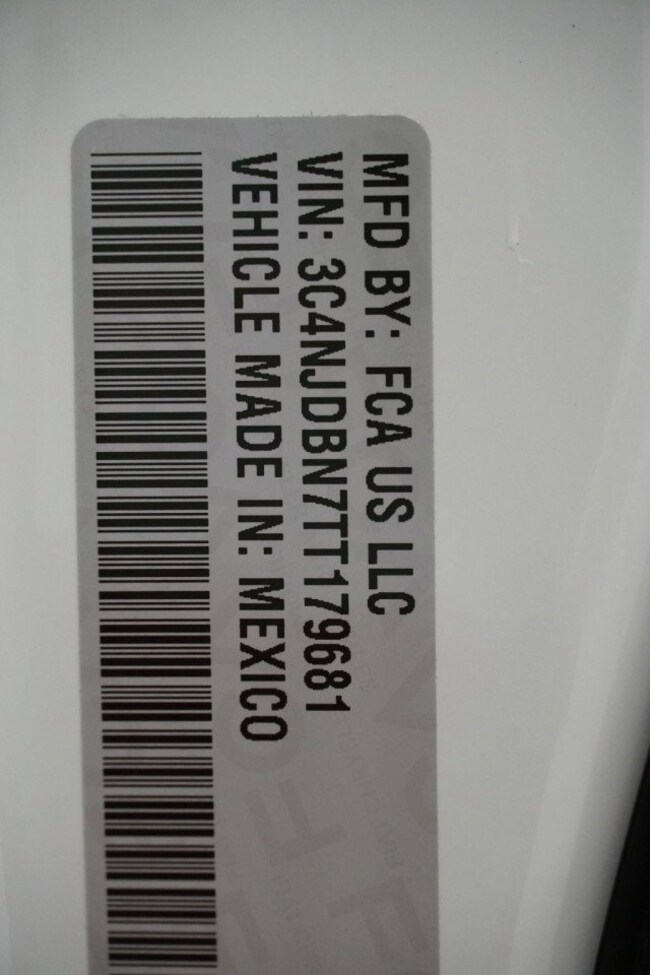 MFD BY: FCA US LLC
VIN: 3C4NJDBN7TT179681
VEHICLE MADE IN: MEXICO